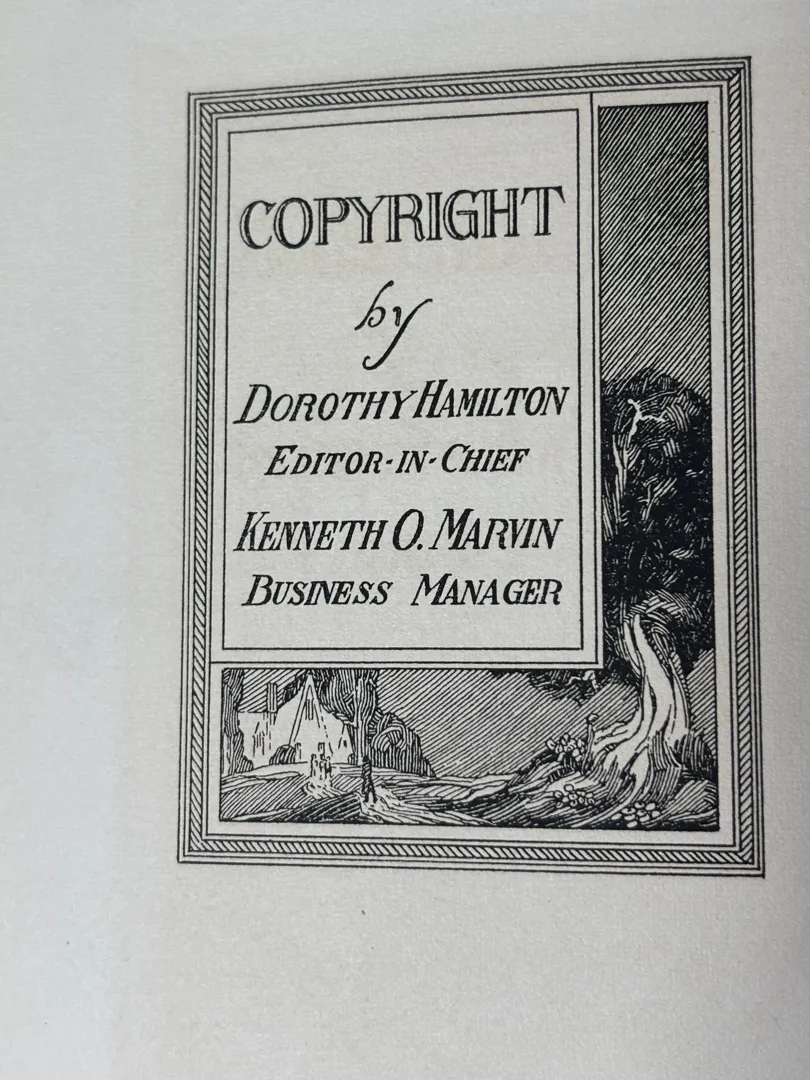 COPYRIGHT
by
DOROTHY HAMILTON
EDITOR-IN-CHIEF
KENNETH O. MARVIN
BUSINESS MANAGER